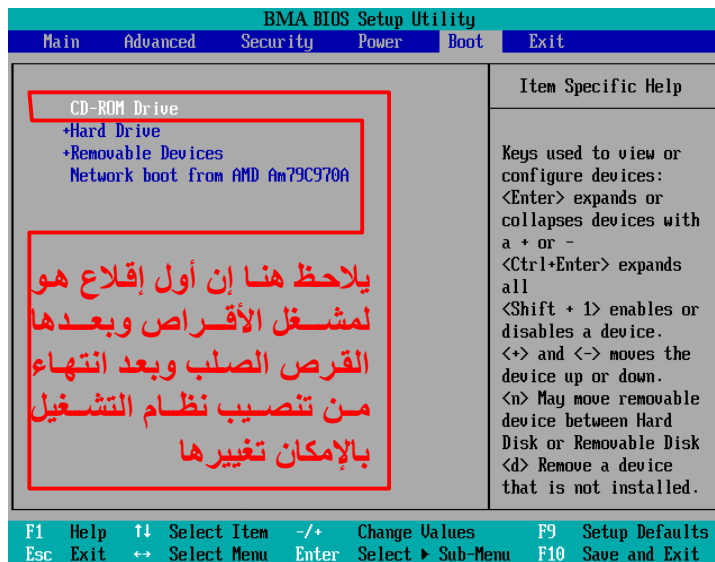 BMA BIOS Setup Utility
Main Advanced Security Power Boot Exit
CD-ROM Drive
+Hard Drive
+Removable Devices
Network boot from AMD Am79C970A
يلاحظ هنا إن أول إقلاع هو
لمشغل الأقراص وبعدها
القرص الصلب وبعد انتهاء
من تنصيب نظام التشغيل
بالإمكان تغييرها
Item Specific Help
Keys used to view or
configure devices:
<Enter> expands or
collapses devices with
a + or -
<Ctrl+Enter> expands
all
<Shift + 1> enables or
disables a device.
<+> and <-> moves the
device up or down.
<n> May move removable
device between Hard
Disk or Removable Disk
<d> Remove a device
that is not installed.
F1 Help ↑↓ Select Item -/+ Change Values F9 Setup Defaults
Esc Exit ↔ Select Menu Enter Select ▶ Sub-Menu F10 Save and Exit